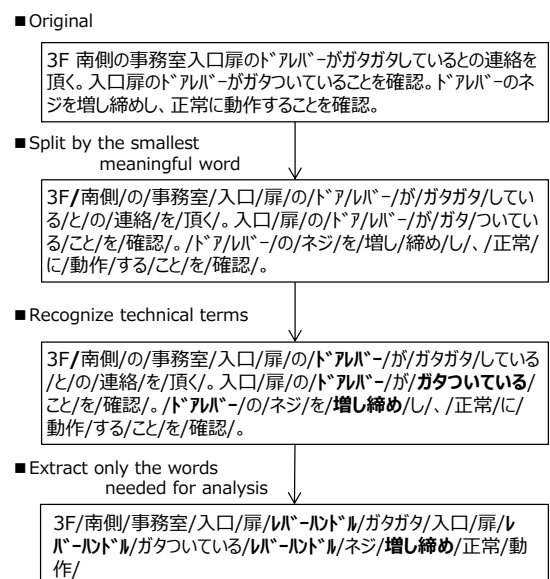 ■Original
3F 南側の事務室入口扉のﾄﾞｱﾚﾊﾞｰがガタガタしているとの連絡を
頂く。入口扉のﾄﾞｱﾚﾊﾞｰがガタついていることを確認。ﾄﾞｱﾚﾊﾞｰのネ
ジを増し締めし、正常に動作することを確認。
■Split by the smallest
meaningful word
3F/南側/の/事務室/入口/扉/の/ﾄﾞｱ/ﾚﾊﾞｰ/が/ガタガタ/してい
る/と/の/連絡/を/頂く/。入口/扉/の/ﾄﾞｱ/ﾚﾊﾞｰ/が/ガタ/ついてい
る/こと/を/確認/。/ﾄﾞｱ/ﾚﾊﾞｰ/の/ネジ/を/増し/締め/し/、/正常/
に/動作/する/こと/を/確認/。
■Recognize technical terms
3F/南側/の/事務室/入口/扉/の/ﾄﾞｱﾚﾊﾞｰ/が/ガタガタ/している
/と/の/連絡/を/頂く/。入口/扉/の/ﾄﾞｱﾚﾊﾞｰ/が/ガタついている/
こと/を/確認/。/ﾄﾞｱﾚﾊﾞｰ/の/ネジ/を/増し締め/し/、/正常/に/
動作/する/こと/を/確認/。
■Extract only the words
needed for analysis
3F/南側/事務室/入口/扉/ﾚﾊﾞｰﾊﾝﾄﾞﾙ/ガタガタ/入口/扉/ﾚ
ﾊﾞｰﾊﾝﾄﾞﾙ/ガタついている/ﾚﾊﾞｰﾊﾝﾄﾞﾙ/ネジ/増し締め/正常/動
作/